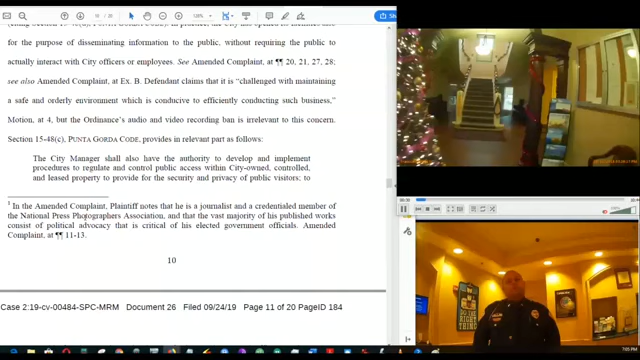 128%
for the purpose of disseminating information to the public, without requiring the public to
actually interact with City officers or employees. See Amended Complaint, at ¶¶ 20, 21, 27, 28;
see also Amended Complaint, at Ex. B. Defendant claims that it is “challenged with maintaining
a safe and orderly environment which is conducive to efficiently conducting such business,”
Motion, at 4, but the Ordinance’s audio and video recording ban is irrelevant to this concern.
Section 15-48(c), PUNTA GORDA CODE, provides in relevant part as follows:
The City Manager shall also have the authority to develop and implement
procedures to regulate and control public access within City-owned, controlled,
and leased property to provide for the security and privacy of public visitors; to
1 In the Amended Complaint, Plaintiff notes that he is a journalist and a credentialed member of
the National Press Photographers Association, and that the vast majority of his published works
consist of political advocacy that is critical of his elected government officials. Amended
Complaint, at ¶¶ 11-13.
10
Case 2:19-cv-00484-SPC-MRM Document 26 Filed 09/24/19 Page 11 of 20 PageID 184
DO THE
RIGHT
THING
7:05 PM